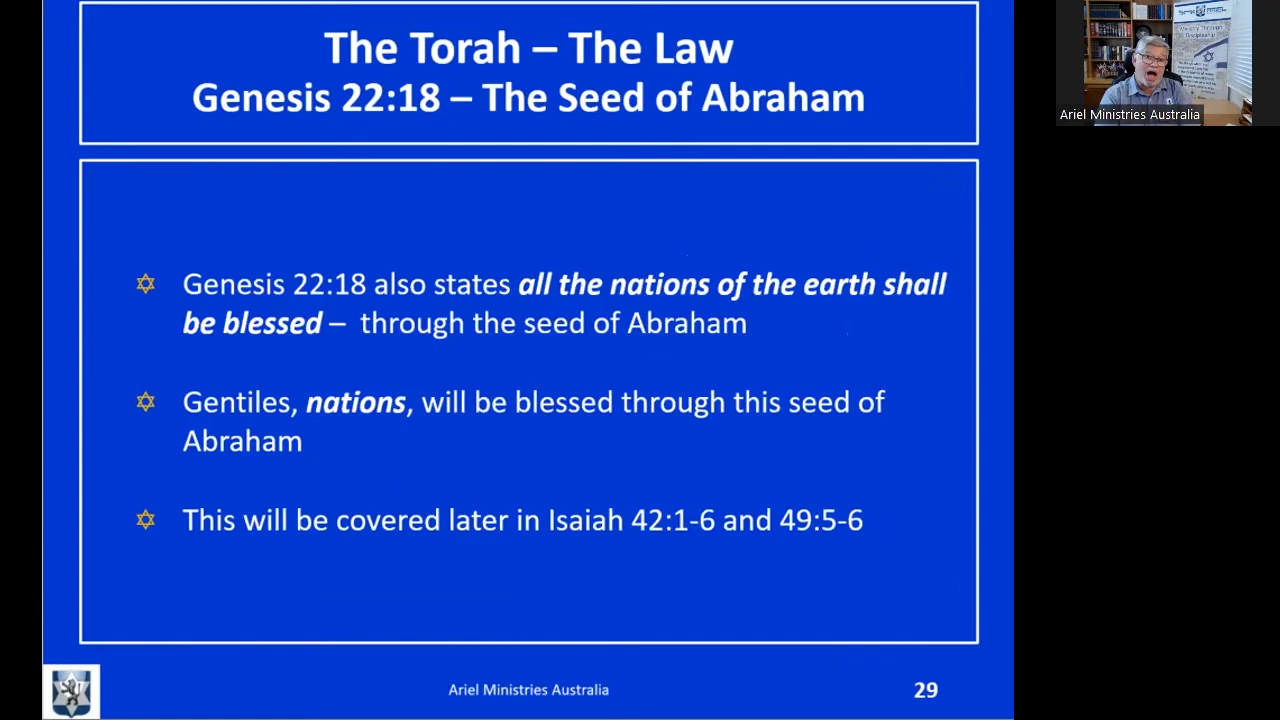 The Torah – The Law
Genesis 22:18 – The Seed of Abraham
Genesis 22:18 also states all the nations of the earth shall
be blessed – through the seed of Abraham
Gentiles, nations, will be blessed through this seed of
Abraham
This will be covered later in Isaiah 42:1-6 and 49:5-6
Ariel Ministries Australia
29
Ministry Through
Discipleship
Ariel Ministries Australia